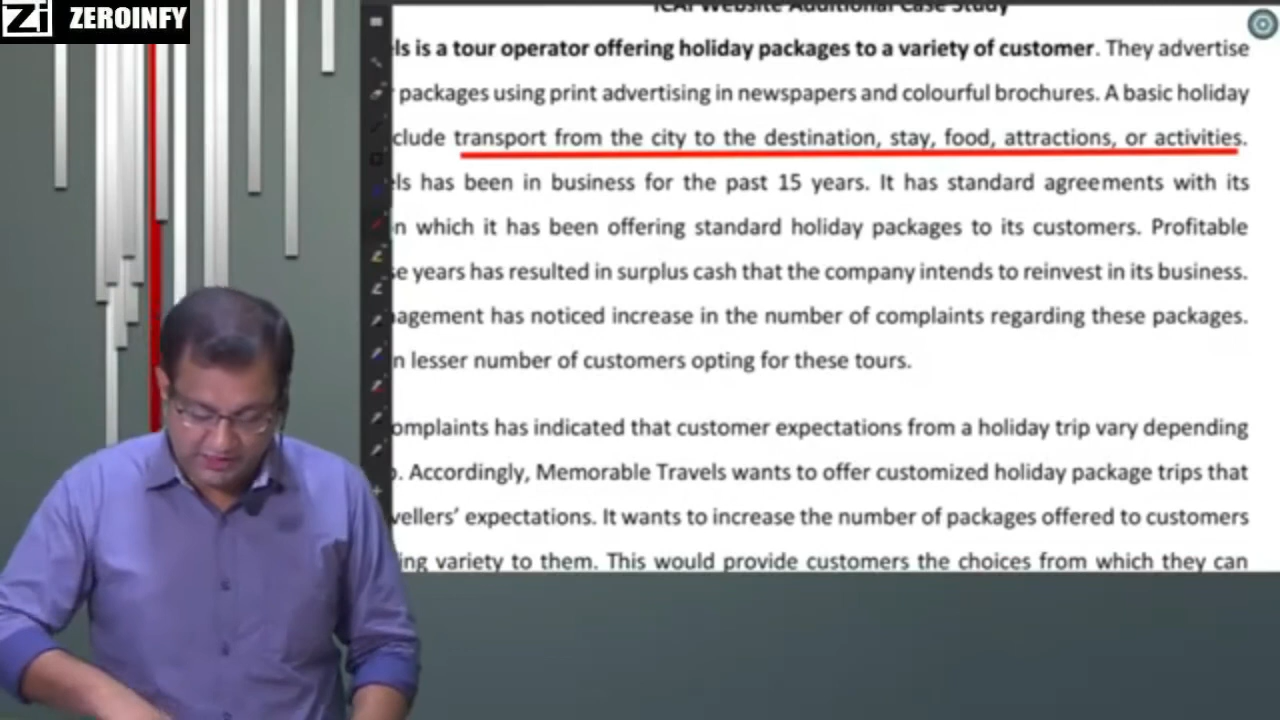 Zi ZEROINFY
ICAI Website Additional Case Study
is a tour operator offering holiday packages to a variety of customer. They advertise
packages using print advertising in newspapers and colourful brochures. A basic holiday
transport from the city to the destination, stay, food, attractions, or activities.
has been in business for the past 15 years. It has standard agreements with its
which it has been offering standard holiday packages to its customers. Profitable
years has resulted in surplus cash that the company intends to reinvest in its business.
has noticed increase in the number of complaints regarding these packages.
lesser number of customers opting for these tours.
has indicated that customer expectations from a holiday trip vary depending
Accordingly, Memorable Travels wants to offer customized holiday package trips that
expectations. It wants to increase the number of packages offered to customers
variety to them. This would provide customers the choices from which they can